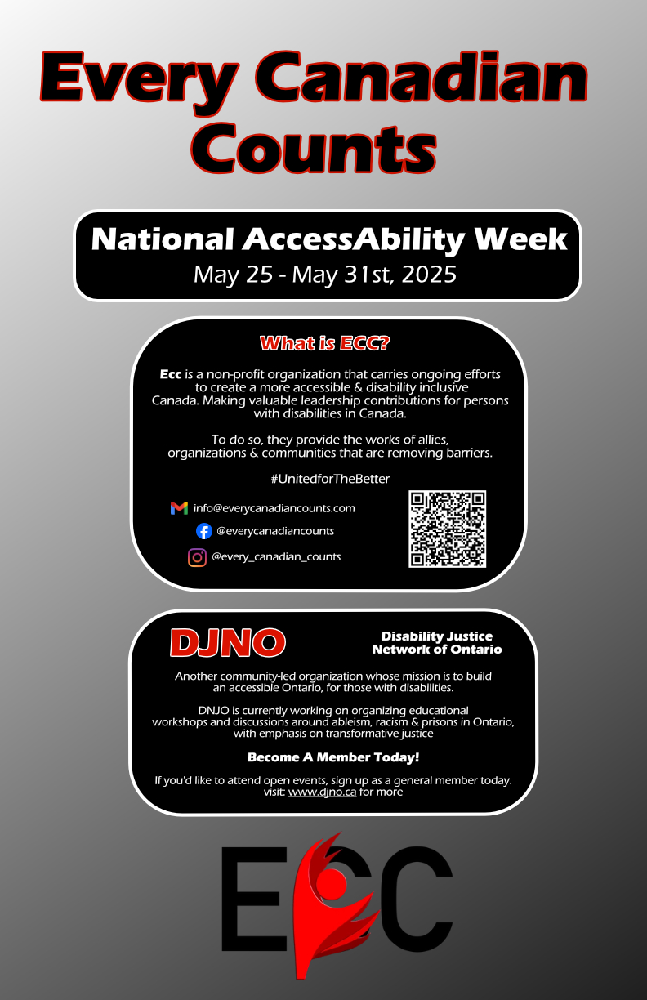 Every Canadian
Counts
National AccessAbility Week
May 25 - May 31st, 2025
What is ECC?
Ecc is a non-profit organization that carries ongoing efforts
to create a more accessible & disability inclusive
Canada. Making valuable leadership contributions for persons
with disabilities in Canada.
To do so, they provide the works of allies,
organizations & communities that are removing barriers.
#UnitedforTheBetter
info@everycanadiancounts.com
@everycanadiancounts
@every_canadian_counts
DJNO
Disability Justice
Network of Ontario
Another community-led organization whose mission is to build
an accessible Ontario, for those with disabilities.
DNJO is currently working on organizing educational
workshops and discussions around ableism, racism & prisons in Ontario,
with emphasis on transformative justice
Become A Member Today!
If you'd like to attend open events, sign up as a general member today.
visit: www.djno.ca for more
ECC